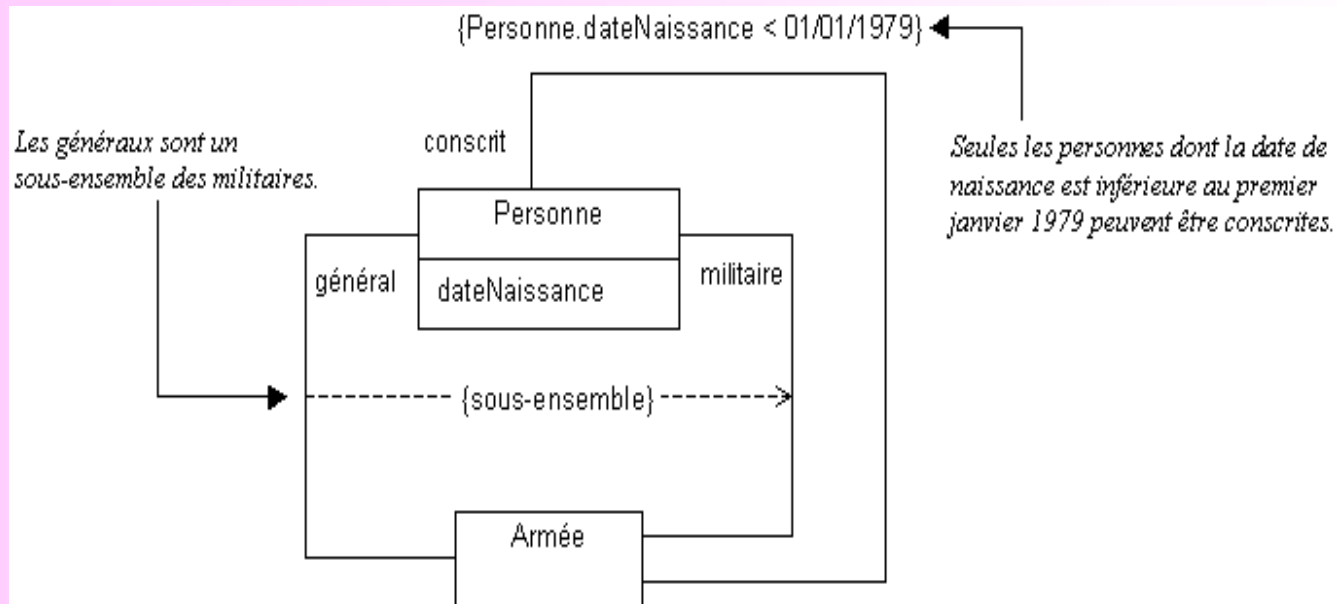 {Personne.dateNaissance < 01/01/1979}
Les généraux sont un
sous-ensemble des militaires.
conscrit
Seules les personnes dont la date de
naissance est inférieure au premier
janvier 1979 peuvent être conscrites.
Personne
général
dateNaissance
militaire
{sous-ensemble}
Armée